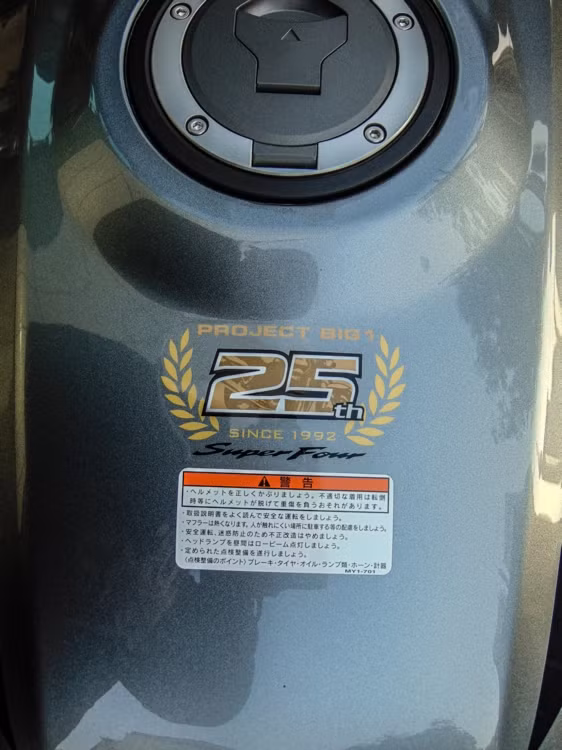 PROJECT BIG 1
25th
SINCE 1992
Super Four
警告
・ヘルメットを正しくかぶりましょう。不適切な着用は転倒
時等にヘルメットが脱げて重傷を負うおそれがあります。
・取扱説明書をよく読んで安全な運転をしましょう。
・マフラーは熱くなります。人が触れにくい場所に駐車する等の配慮をしましょう。
・安全運転、迷惑防止のため不正改造はやめましょう。
・ヘッドランプを昼間はロービーム点灯しましょう。
・定められた点検整備を遂行しましょう。
(点検整備のポイント) ブレーキ・タイヤ・オイル・ランプ類・ホーン・計器
MY1-701